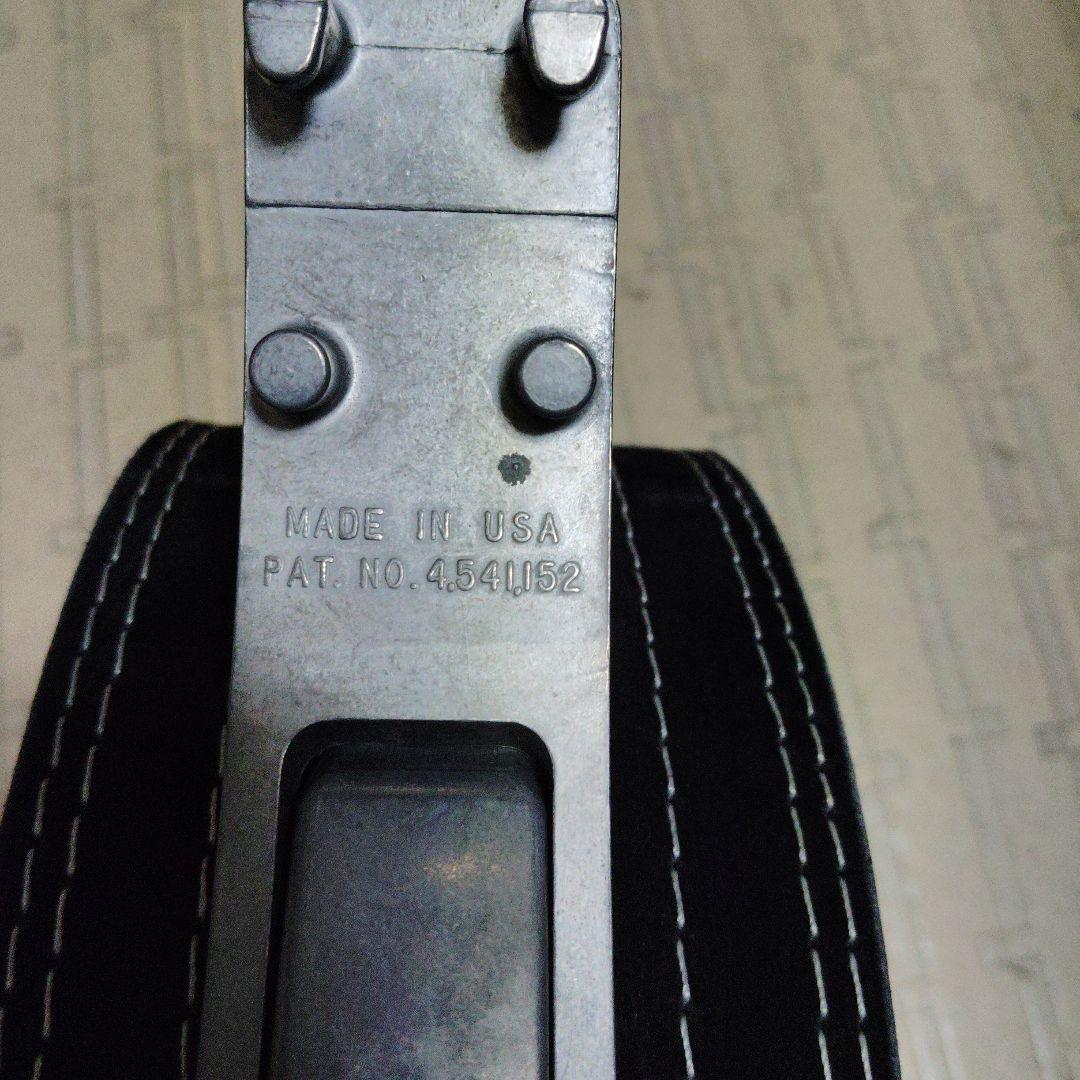 MADE IN USA
PAT. NO. 4,541,152